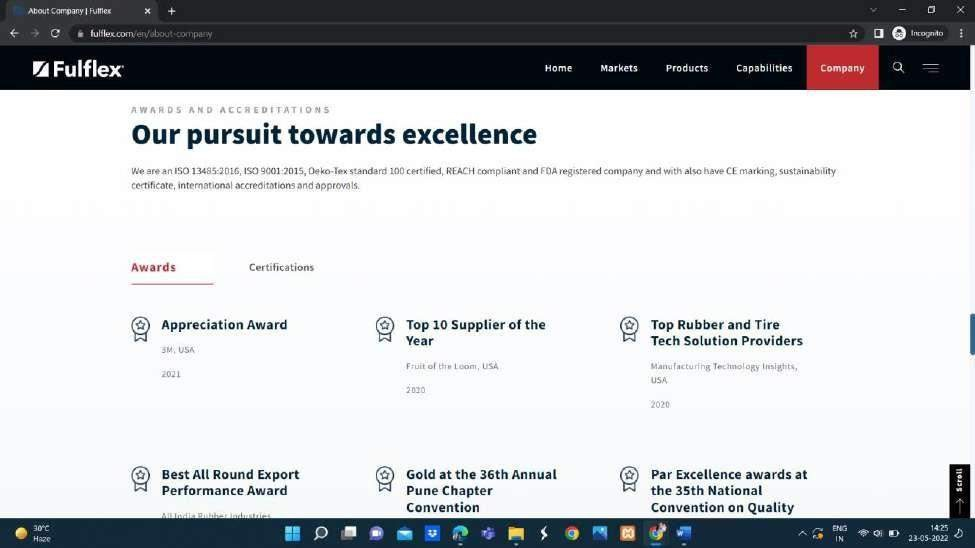 About Company | Fulflex
fulflex.com/en/about-company
Incognito
Fulflex
Home Markets Products Capabilities Company
AWARDS AND ACCREDITATIONS
Our pursuit towards excellence
We are an ISO 13485:2016, ISO 9001:2015, Oeko-Tex standard 100 certified, REACH compliant and FDA registered company and with also have CE marking, sustainability
certificate, international accreditations and approvals.
Awards Certifications
Appreciation Award
3M, USA
2021
Top 10 Supplier of the
Year
Fruit of the Loom, USA
2020
Top Rubber and Tire
Tech Solution Providers
Manufacturing Technology Insights,
USA
2020
Best All Round Export
Performance Award
All India Rubber Industries
Gold at the 36th Annual
Pune Chapter
Convention
Par Excellence awards at
the 35th National
Convention on Quality
Scroll
30°C
Haze
ENG
IN
14:25
23-05-2022